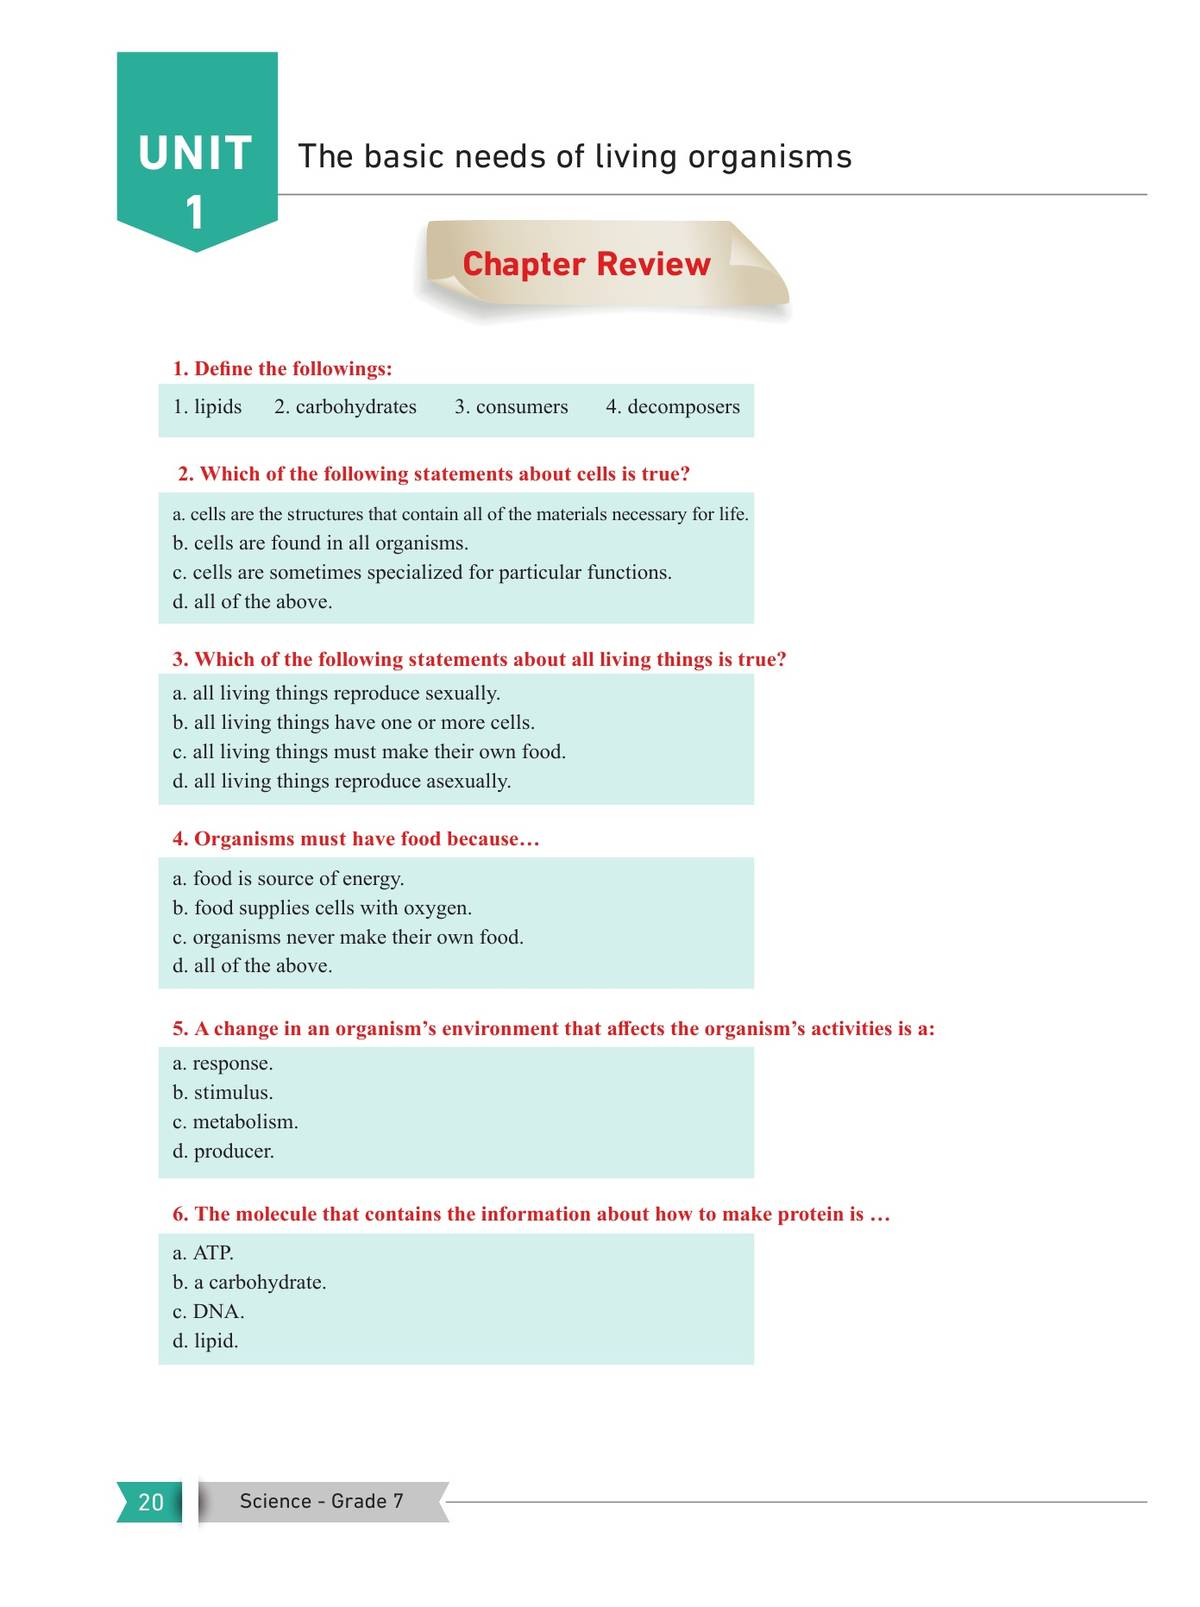 UNIT
1
The basic needs of living organisms
Chapter Review
1. Define the followings:
1. lipids 2. carbohydrates 3. consumers 4. decomposers
2. Which of the following statements about cells is true?
a. cells are the structures that contain all of the materials necessary for life.
b. cells are found in all organisms.
c. cells are sometimes specialized for particular functions.
d. all of the above.
3. Which of the following statements about all living things is true?
a. all living things reproduce sexually.
b. all living things have one or more cells.
c. all living things must make their own food.
d. all living things reproduce asexually.
4. Organisms must have food because…
a. food is source of energy.
b. food supplies cells with oxygen.
c. organisms never make their own food.
d. all of the above.
5. A change in an organism’s environment that affects the organism’s activities is a:
a. response.
b. stimulus.
c. metabolism.
d. producer.
6. The molecule that contains the information about how to make protein is …
a. ATP.
b. a carbohydrate.
c. DNA.
d. lipid.
20
Science - Grade 7